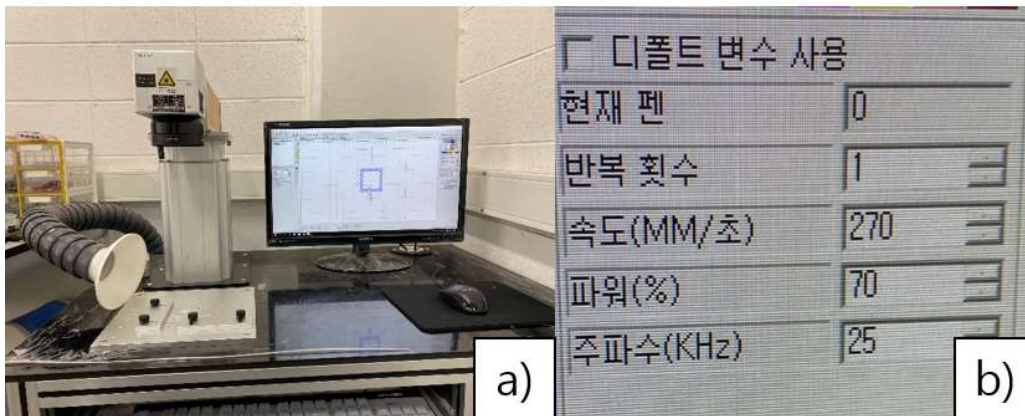 a)
디폴트 변수 사용
현재 펜 0
반복 횟수 1
속도(MM/초) 270
파워(%) 70
주파수(KHz) 25
b)